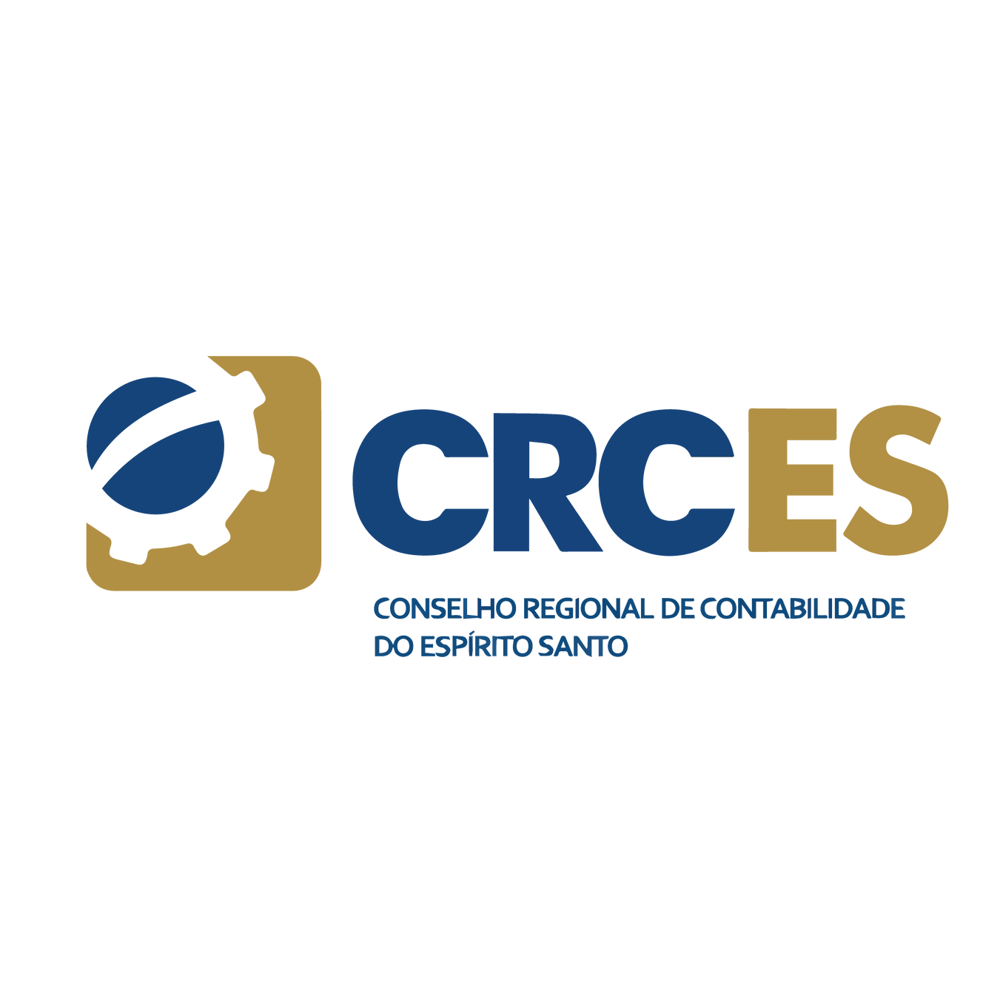 CRCES
CONSELHO REGIONAL DE CONTABILIDADE
DO ESPÍRITO SANTO